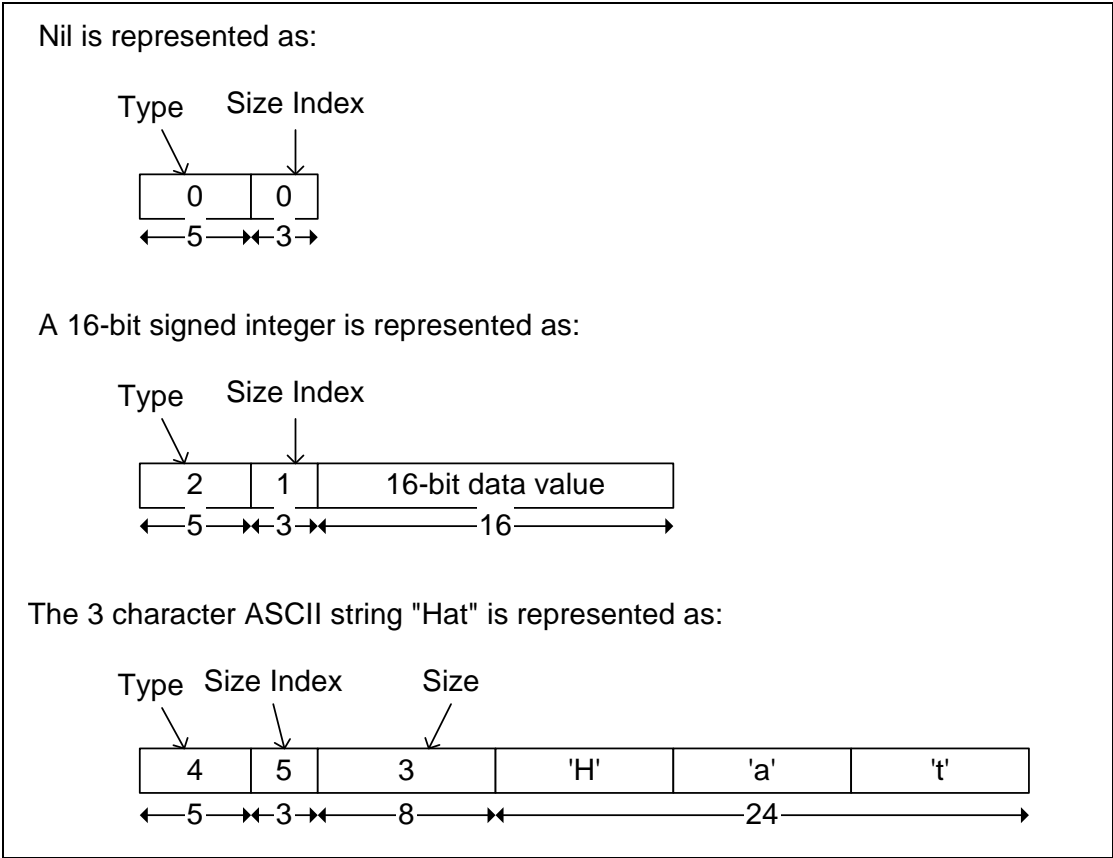 Nil is represented as:
Type Size Index
0 0
5 3
A 16-bit signed integer is represented as:
Type Size Index
2 1 16-bit data value
5 3 16
The 3 character ASCII string "Hat" is represented as:
Type Size Index Size
4 5 3 'H' 'a' 't'
5 3 8 24